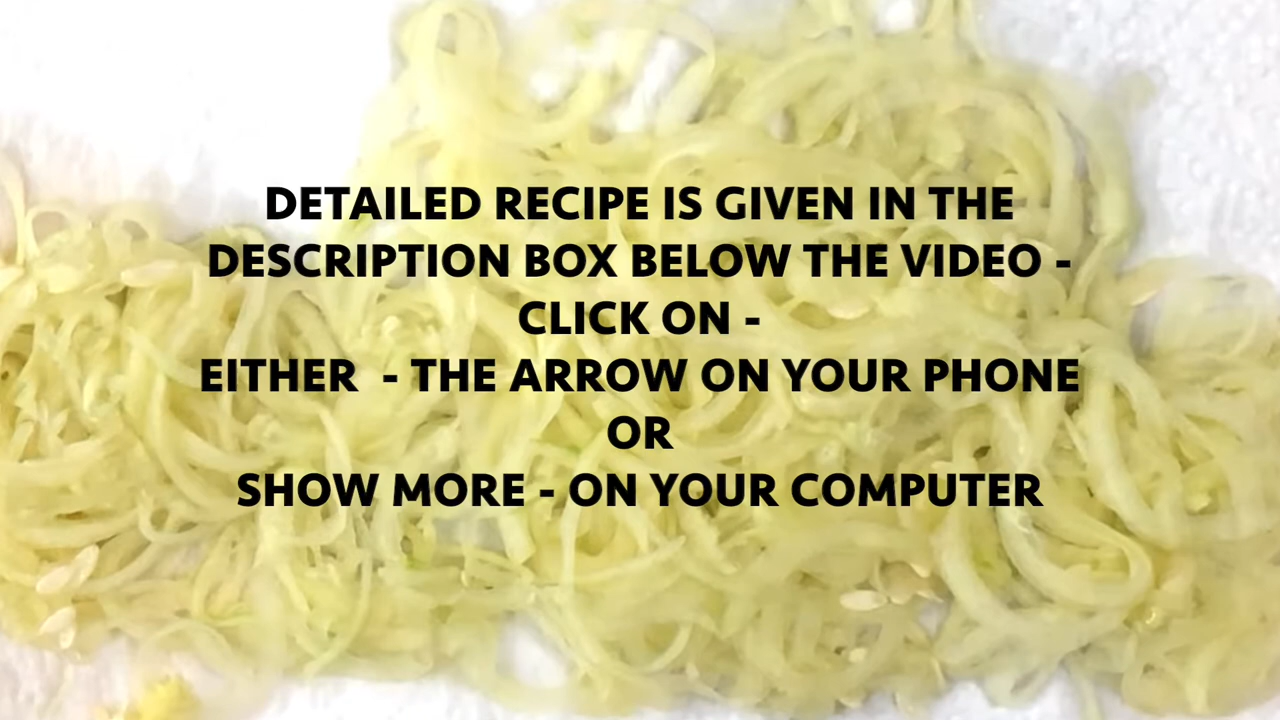 DETAILED RECIPE IS GIVEN IN THE
DESCRIPTION BOX BELOW THE VIDEO -
CLICK ON -
EITHER  - THE ARROW ON YOUR PHONE
OR
SHOW MORE - ON YOUR COMPUTER